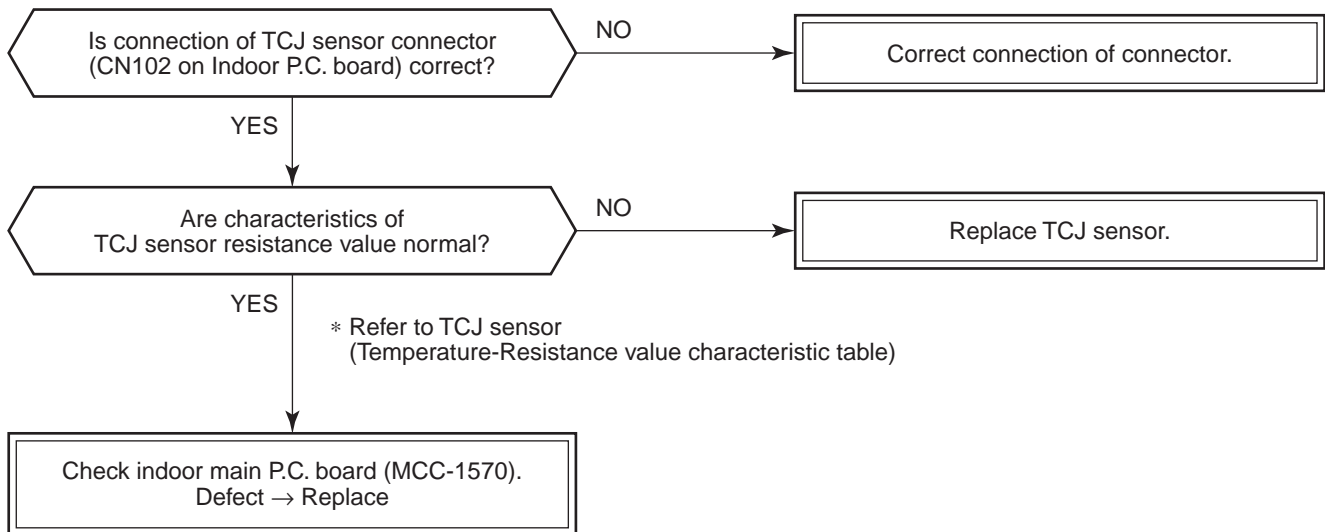 Is connection of TCJ sensor connector
(CN102 on Indoor P.C. board) correct?
NO
Correct connection of connector.
YES
Are characteristics of
TCJ sensor resistance value normal?
NO
Replace TCJ sensor.
YES
* Refer to TCJ sensor
(Temperature-Resistance value characteristic table)
Check indoor main P.C. board (MCC-1570).
Defect → Replace